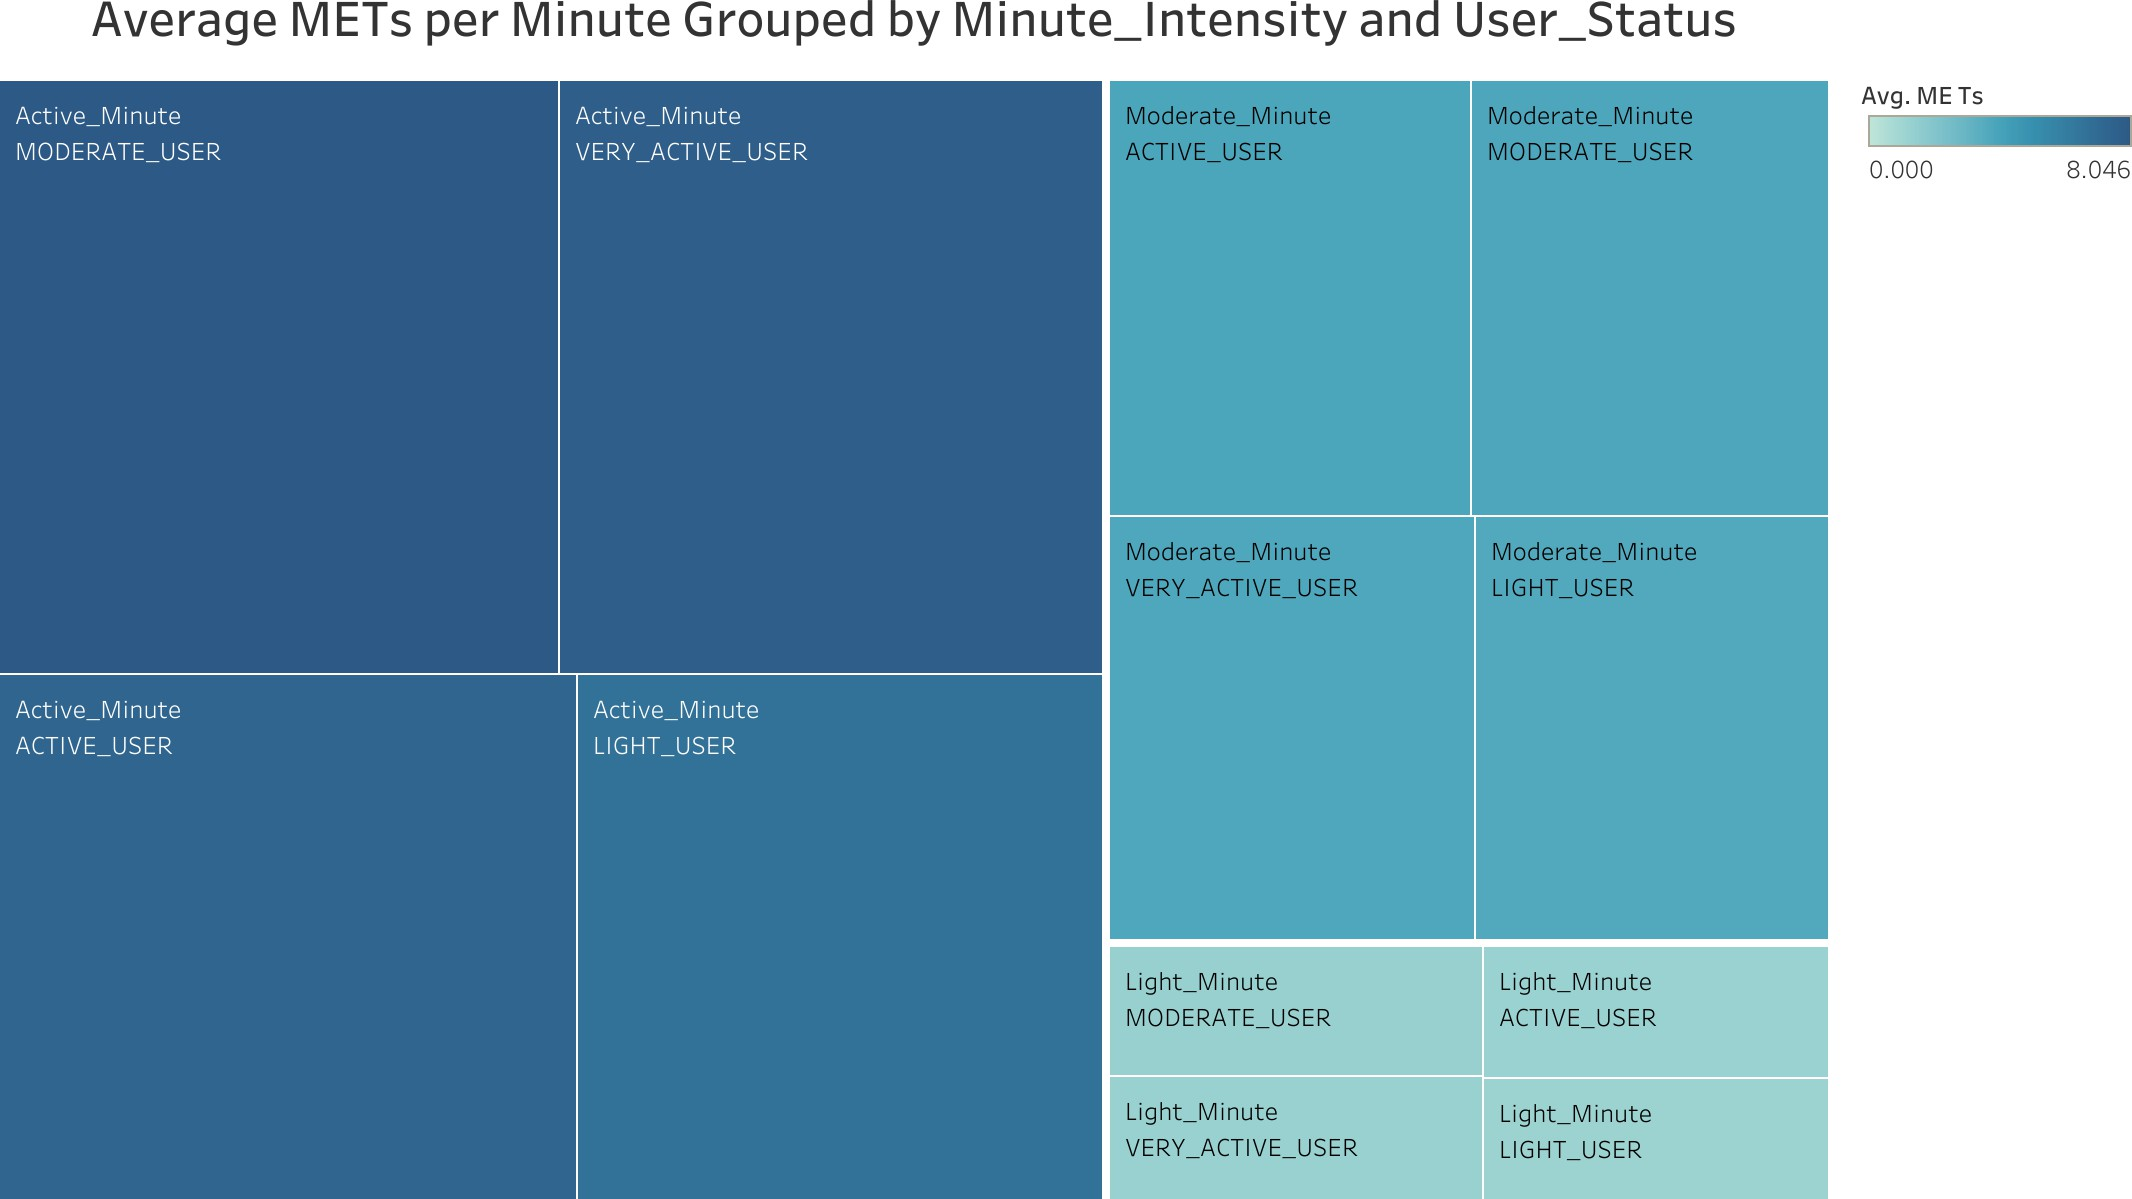 Average METs per Minute Grouped by Minute_Intensity and User_Status
Active_Minute
MODERATE_USER
Active_Minute
VERY_ACTIVE_USER
Active_Minute
ACTIVE_USER
Active_Minute
LIGHT_USER
Moderate_Minute
ACTIVE_USER
Moderate_Minute
MODERATE_USER
Moderate_Minute
VERY_ACTIVE_USER
Moderate_Minute
LIGHT_USER
Light_Minute
MODERATE_USER
Light_Minute
ACTIVE_USER
Light_Minute
VERY_ACTIVE_USER
Light_Minute
LIGHT_USER
Avg. ME Ts
0.000 8.046